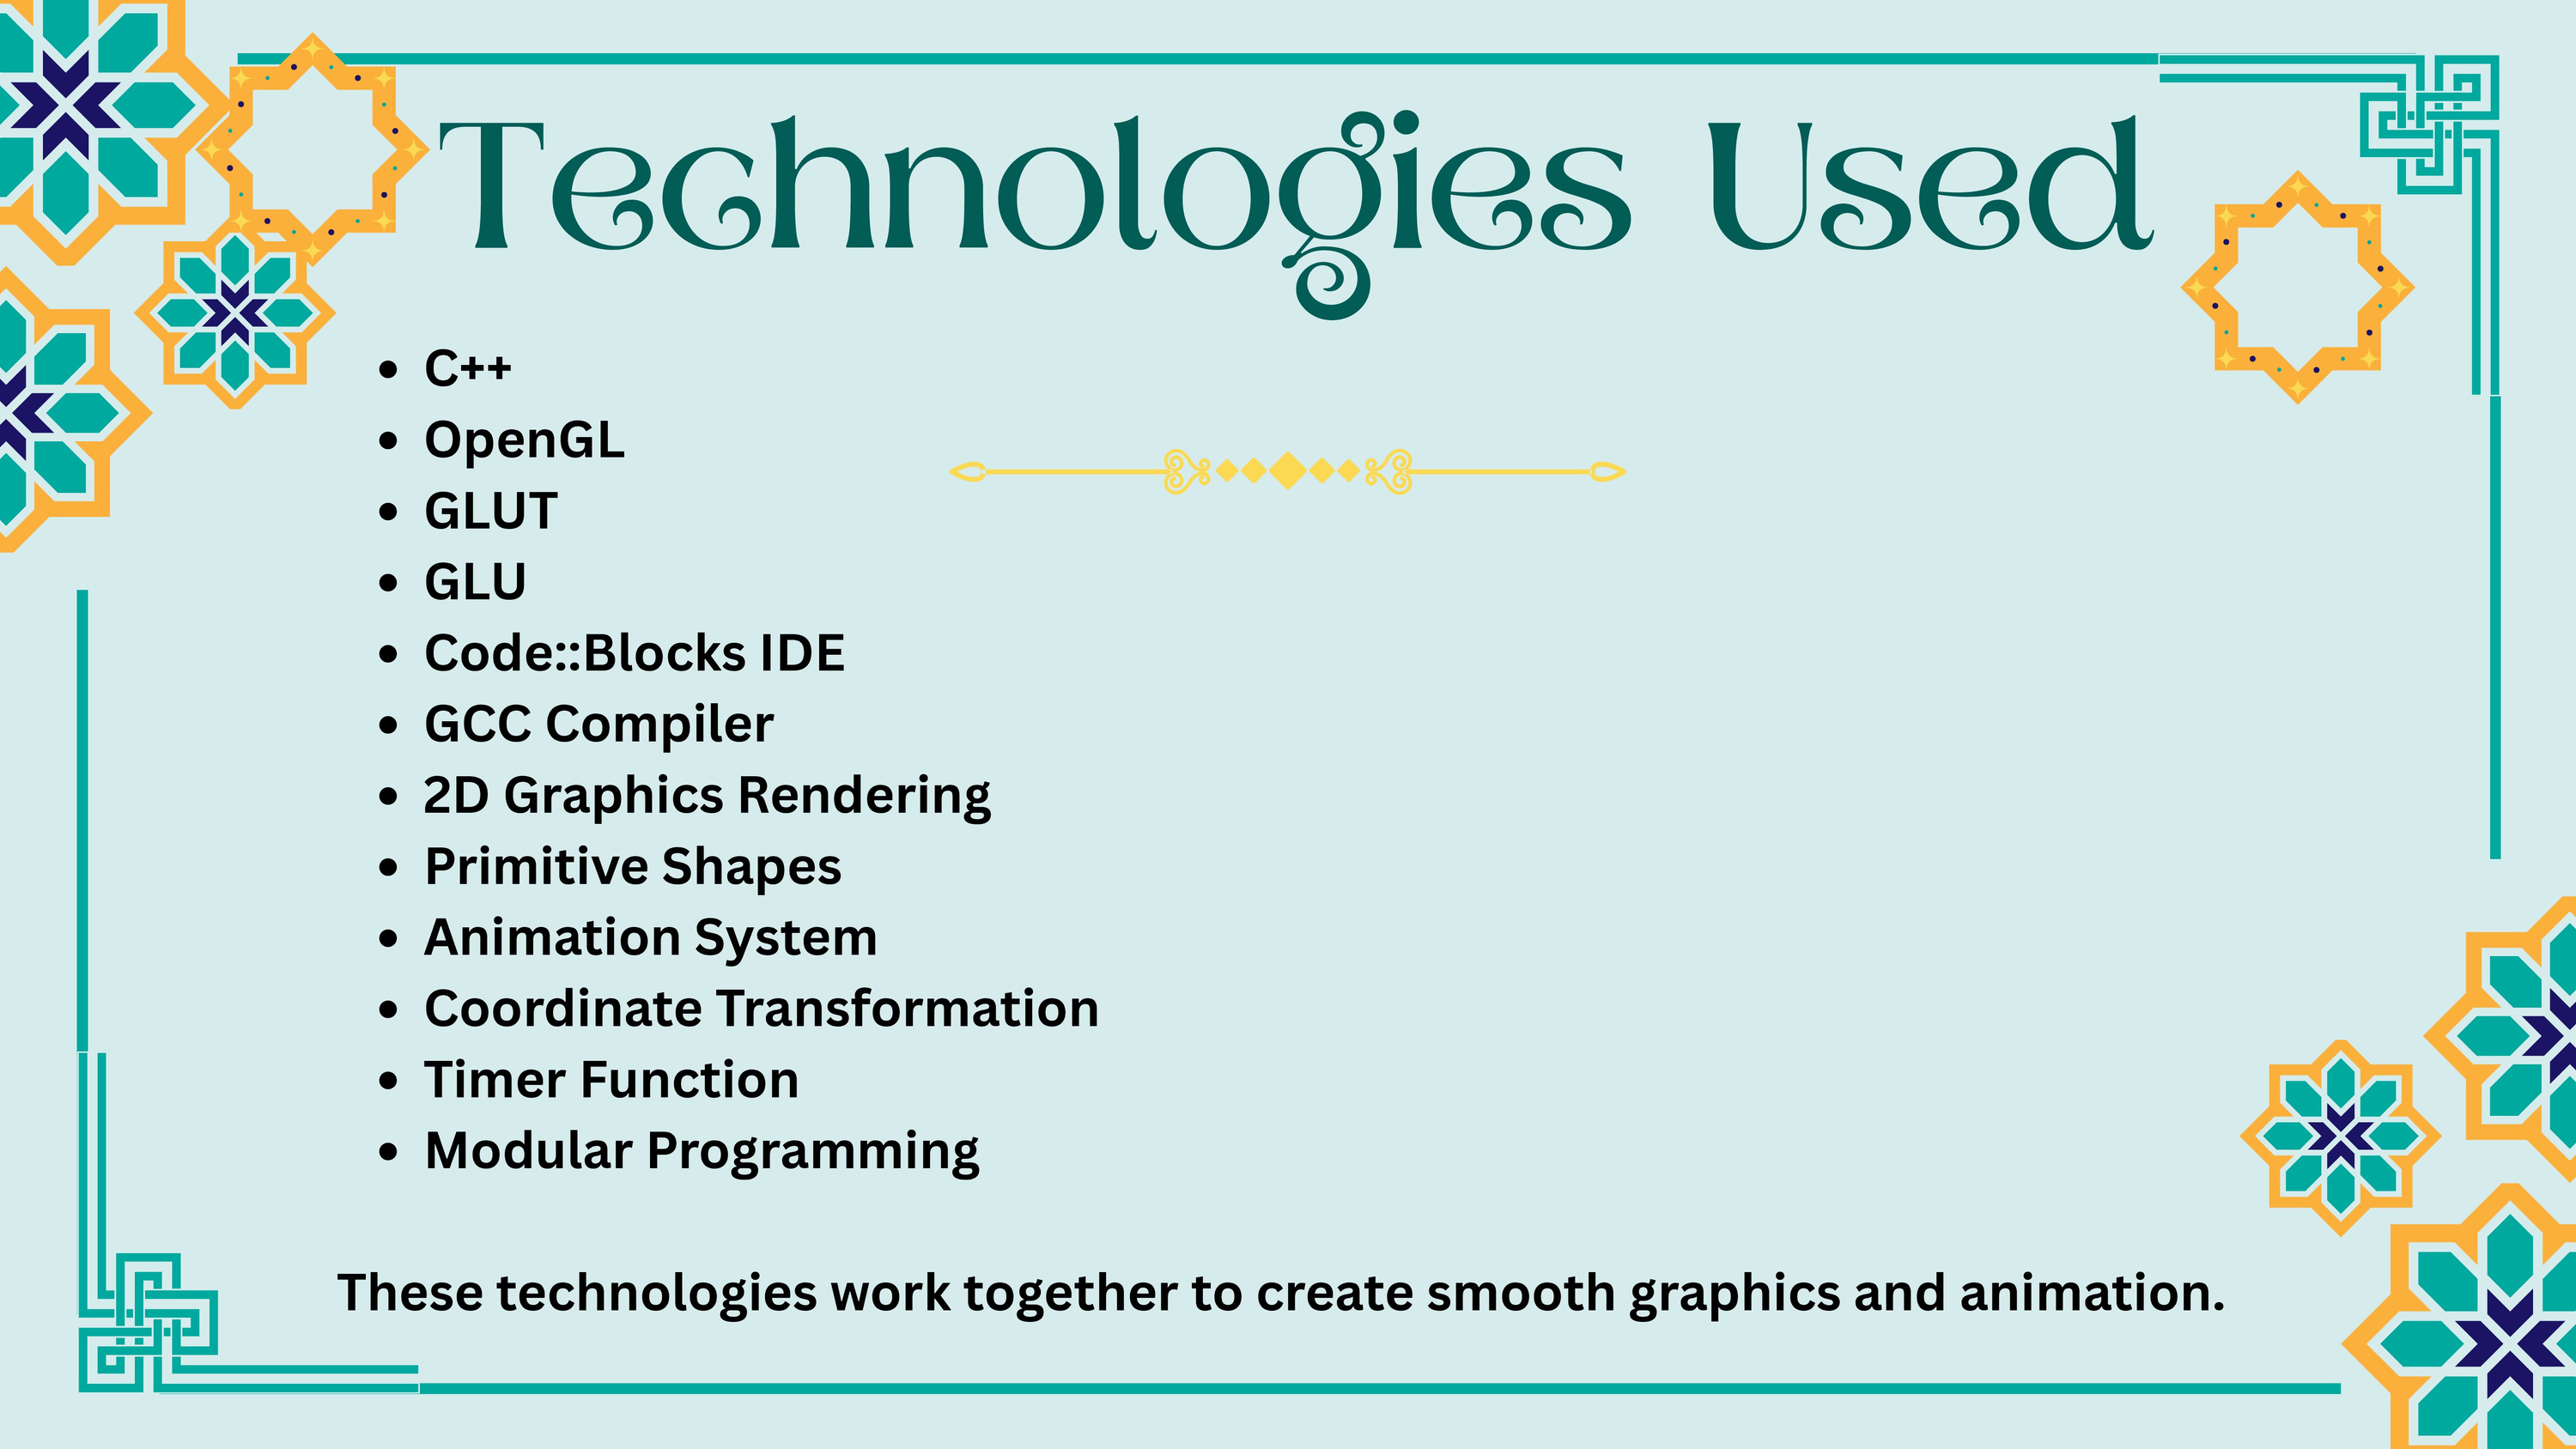 Technologies Used
• C++
• OpenGL
• GLUT
• GLU
• Code::Blocks IDE
• GCC Compiler
• 2D Graphics Rendering
• Primitive Shapes
• Animation System
• Coordinate Transformation
• Timer Function
• Modular Programming
These technologies work together to create smooth graphics and animation.